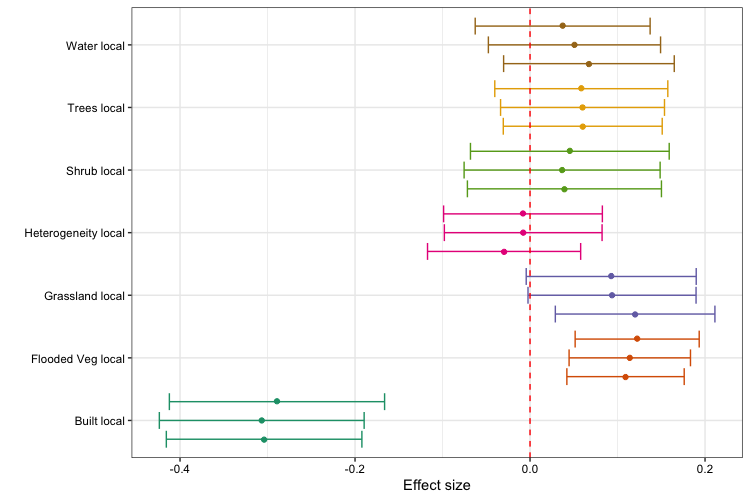 Water local
Trees local
Shrub local
Heterogeneity local
Grassland local
Flooded Veg local
Built local
-0.4 -0.2 0.0 0.2
Effect size